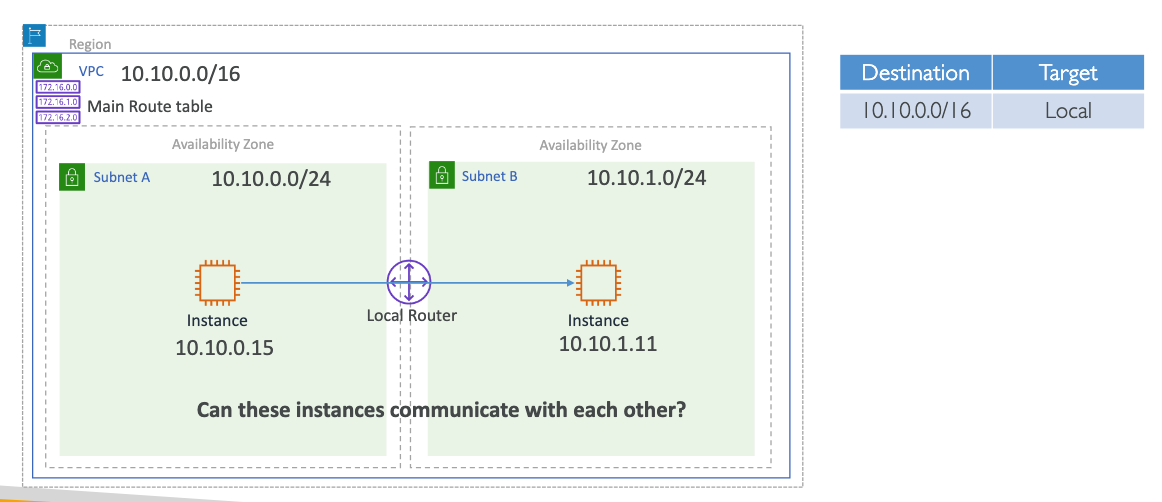 Region
VPC 10.10.0.0/16
172.16.0.0
172.16.1.0
172.16.2.0
Main Route table
Availability Zone
Subnet A 10.10.0.0/24
Instance
10.10.0.15
Local Router
Availability Zone
Subnet B 10.10.1.0/24
Instance
10.10.1.11
Can these instances communicate with each other?
Destination Target
10.10.0.0/16 Local